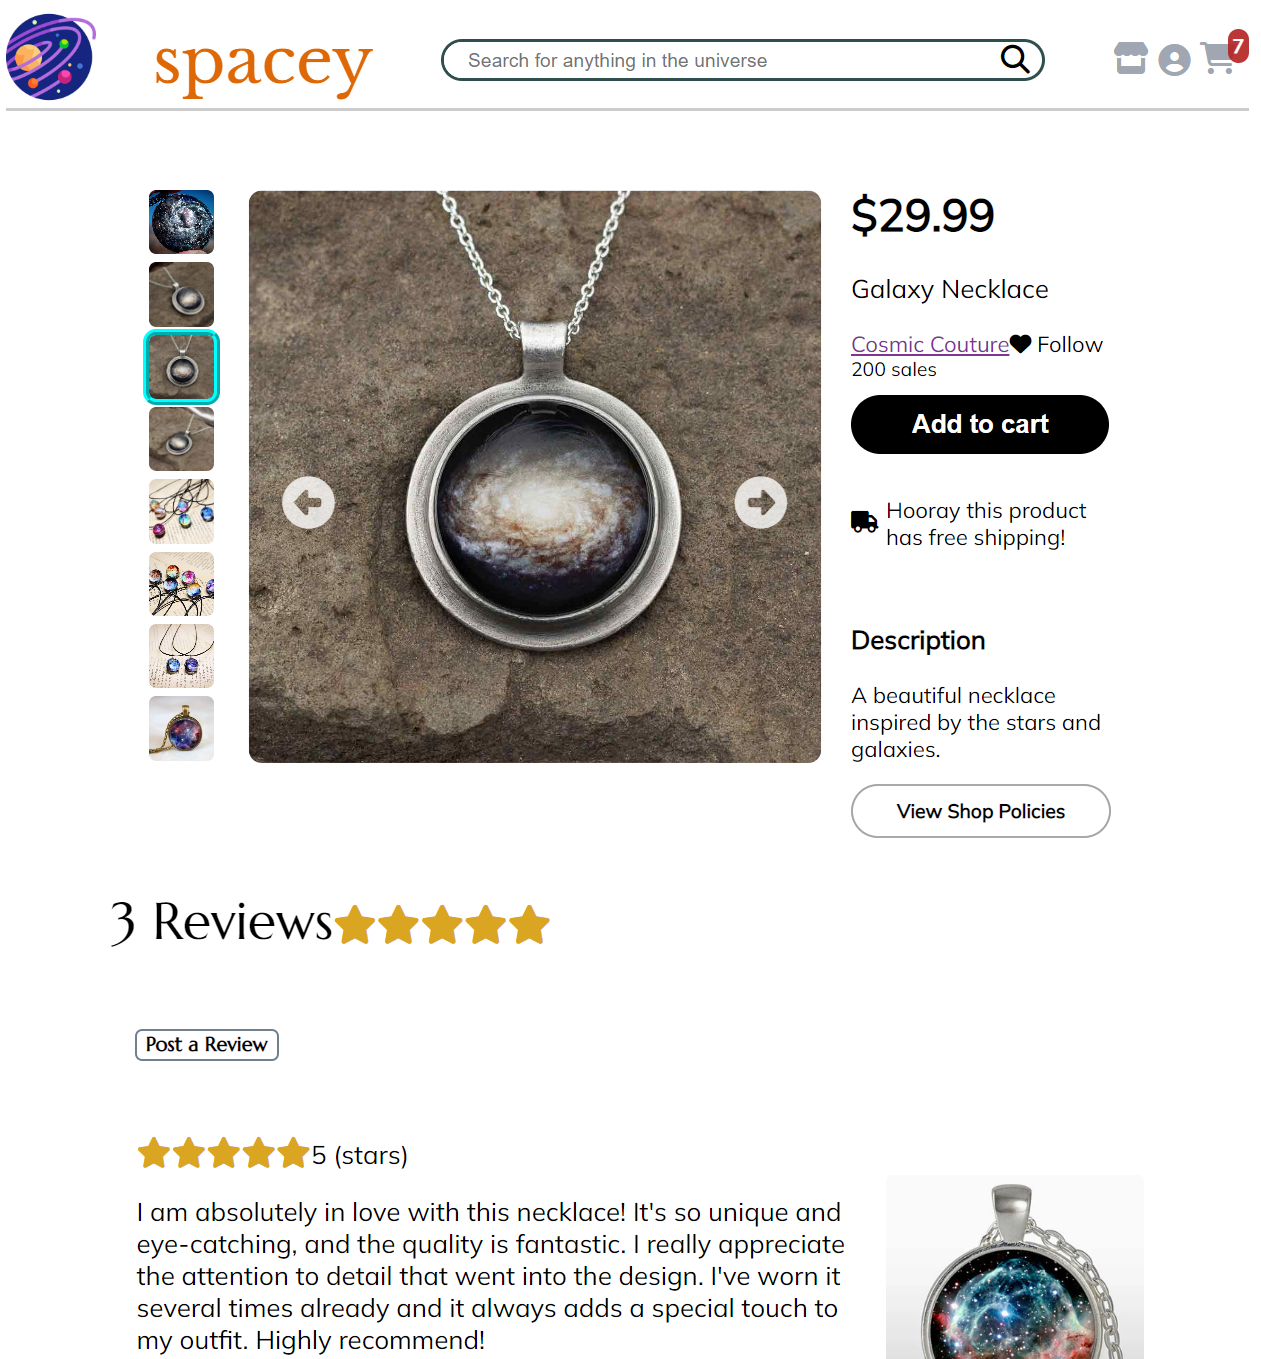 spacey
Search for anything in the universe
7
$29.99
Galaxy Necklace
Cosmic Couture Follow
200 sales
Add to cart
Hooray this product
has free shipping!
Description
A beautiful necklace
inspired by the stars and
galaxies.
View Shop Policies
3 Reviews
Post a Review
5 (stars)
I am absolutely in love with this necklace! It's so unique and
eye-catching, and the quality is fantastic. I really appreciate
the attention to detail that went into the design. I've worn it
several times already and it always adds a special touch to
my outfit. Highly recommend!